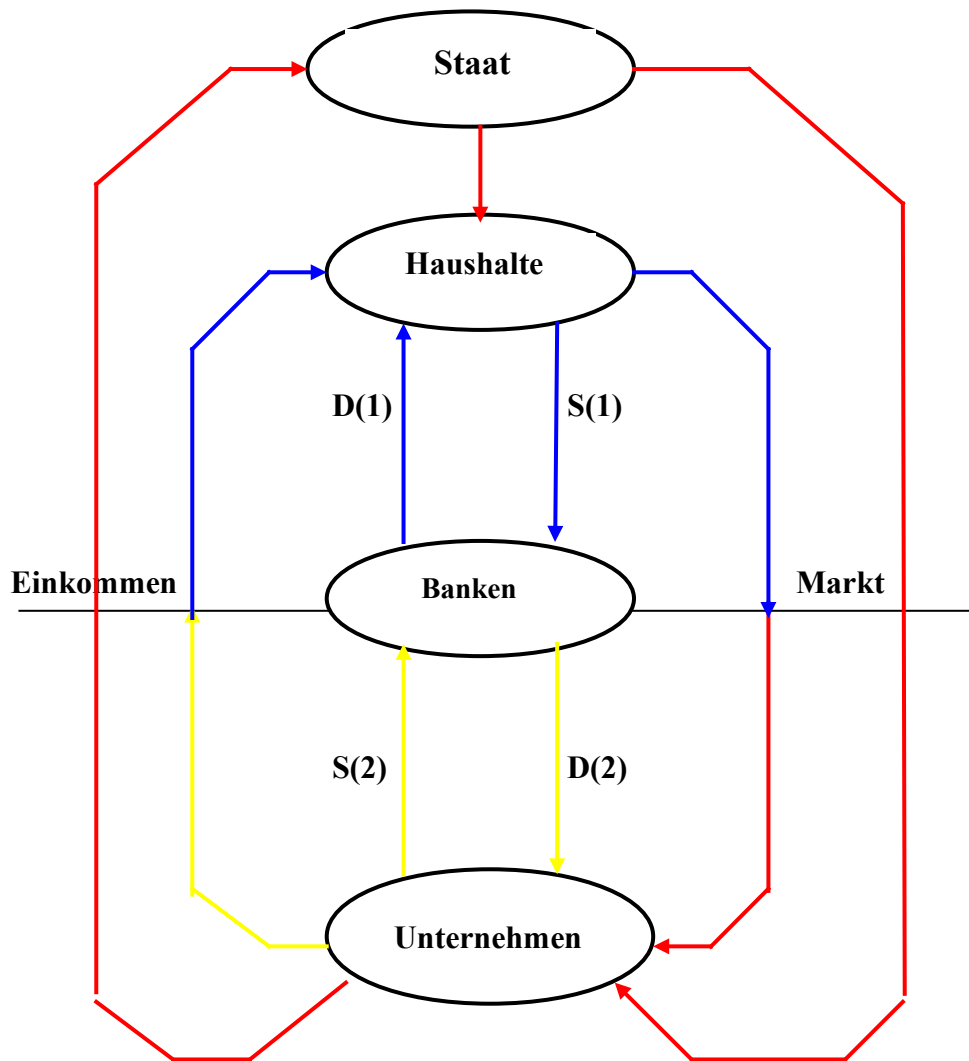 Staat
Haushalte
D(1)
S(1)
Einkommen
Banken
Markt
S(2)
D(2)
Unternehmen